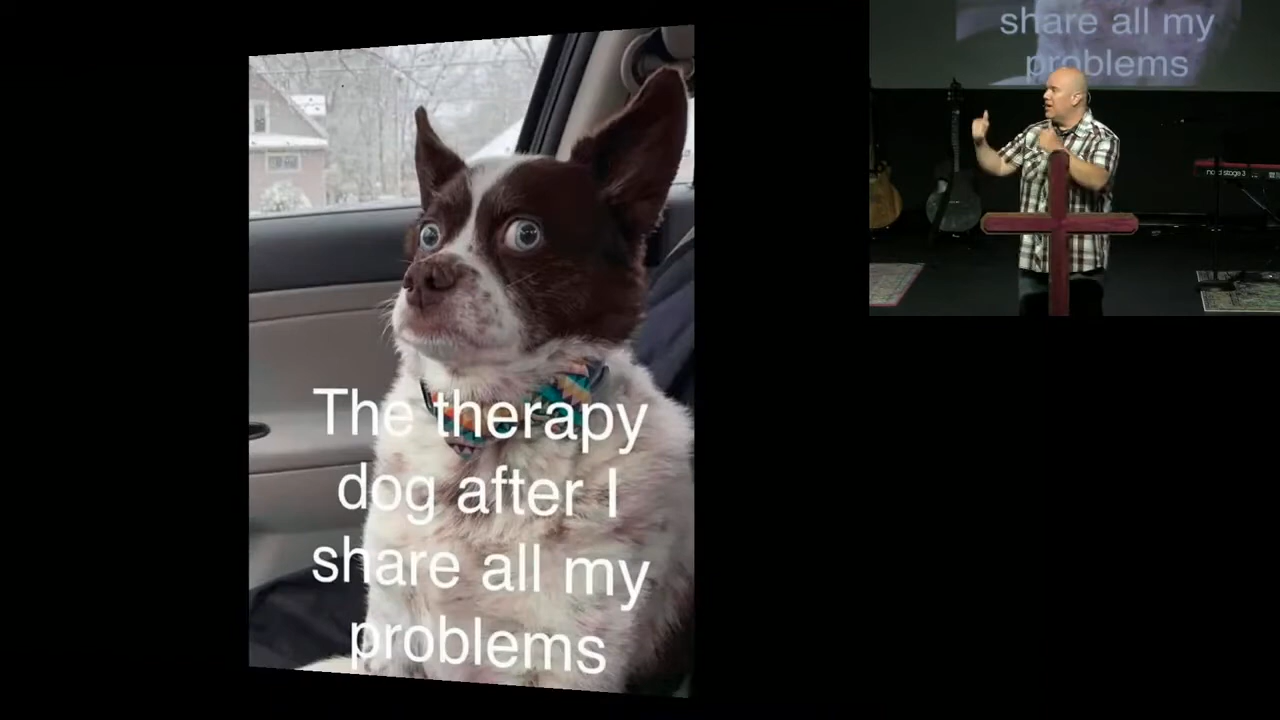 The therapy
dog after I
share all my
problems
share all my
problems
nord stage 3